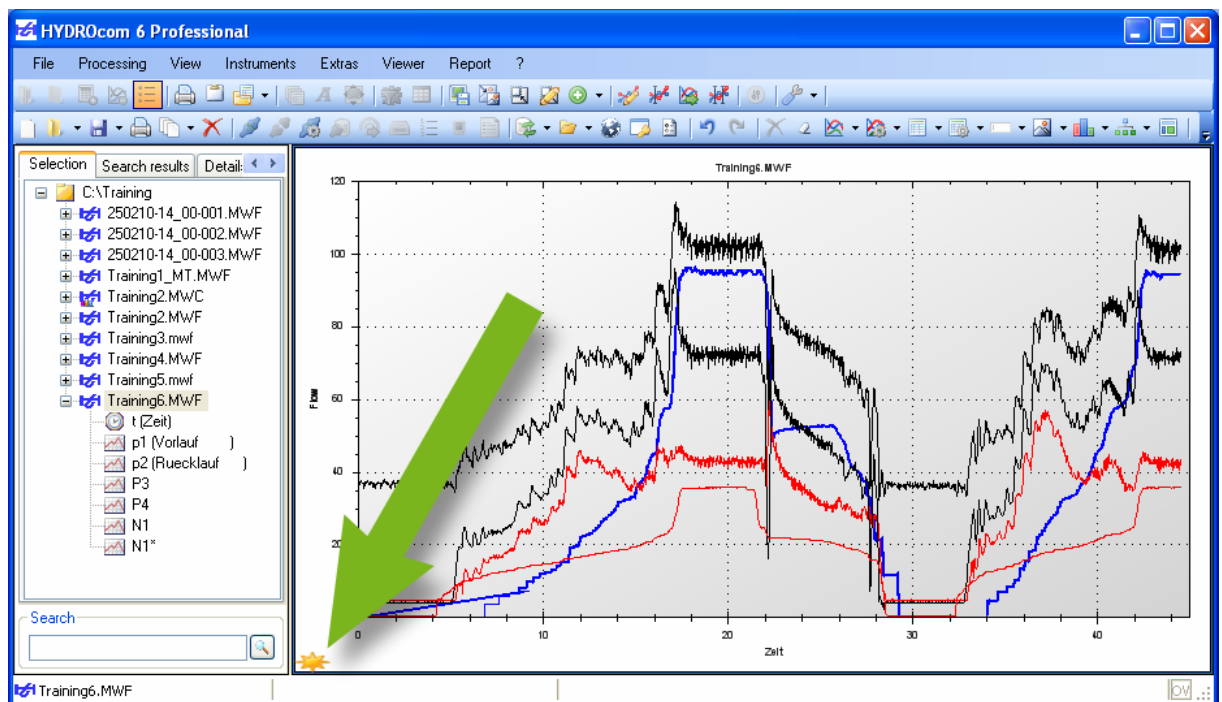 HYDROcom 6 Professional
File Processing View Instruments Extras Viewer Report ?
Selection Search results Detail:
C:\Training
250210-14_00-001.MWF
250210-14_00-002.MWF
250210-14_00-003.MWF
Training1_MT.MWF
Training2.MWC
Training2.MWF
Training3.mwf
Training4.MWF
Training5.mwf
Training6.MWF
t (Zeit)
p1 (Vorlauf )
p2 (Ruecklauf )
P3
P4
N1
N1*
Search
Training6.MWF
120
100
80
60
40
20
Flow
0 10 20 30 40
Zeit
Training6.MWF
OV